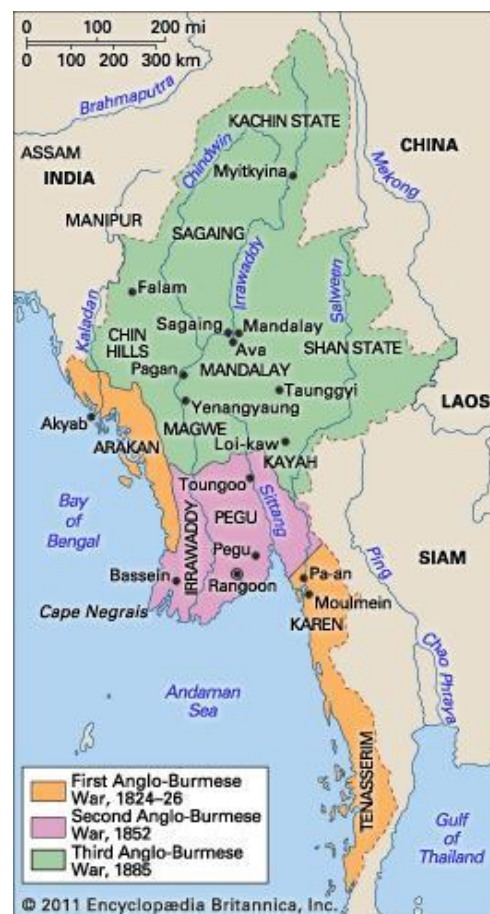 0 100 200 mi
0 100 200 300 km
Brahmaputra
KACHIN STATE
CHINA
ASSAM
Chindwin
INDIA
Myitkyina
Mekong
MANIPUR
SAGAING
Irrawaddy
Salween
Falam
Kaladan
Sagaing
Mandalay
CHIN
HILLS
Ava
SHAN STATE
Pagan
MANDALAY
Taunggyi
LAOS
Yenangyaung
Akyab
MAGWE
ARAKAN
Loi-kaw
KAYAH
Toungoo
Sittang
Bay
of
Bengal
PEGU
Ping
SIAM
IRRAWADDY
Pegu
Bassein
Rangoon
Pa-an
Cape Negrais
Moulmein
KAREN
Chao Phraya
Andaman
Sea
TENASSERIM
Gulf
of
Thailand
First Anglo-Burmese
War, 1824–26
Second Anglo-Burmese
War, 1852
Third Anglo-Burmese
War, 1885
© 2011 Encyclopædia Britannica, Inc.